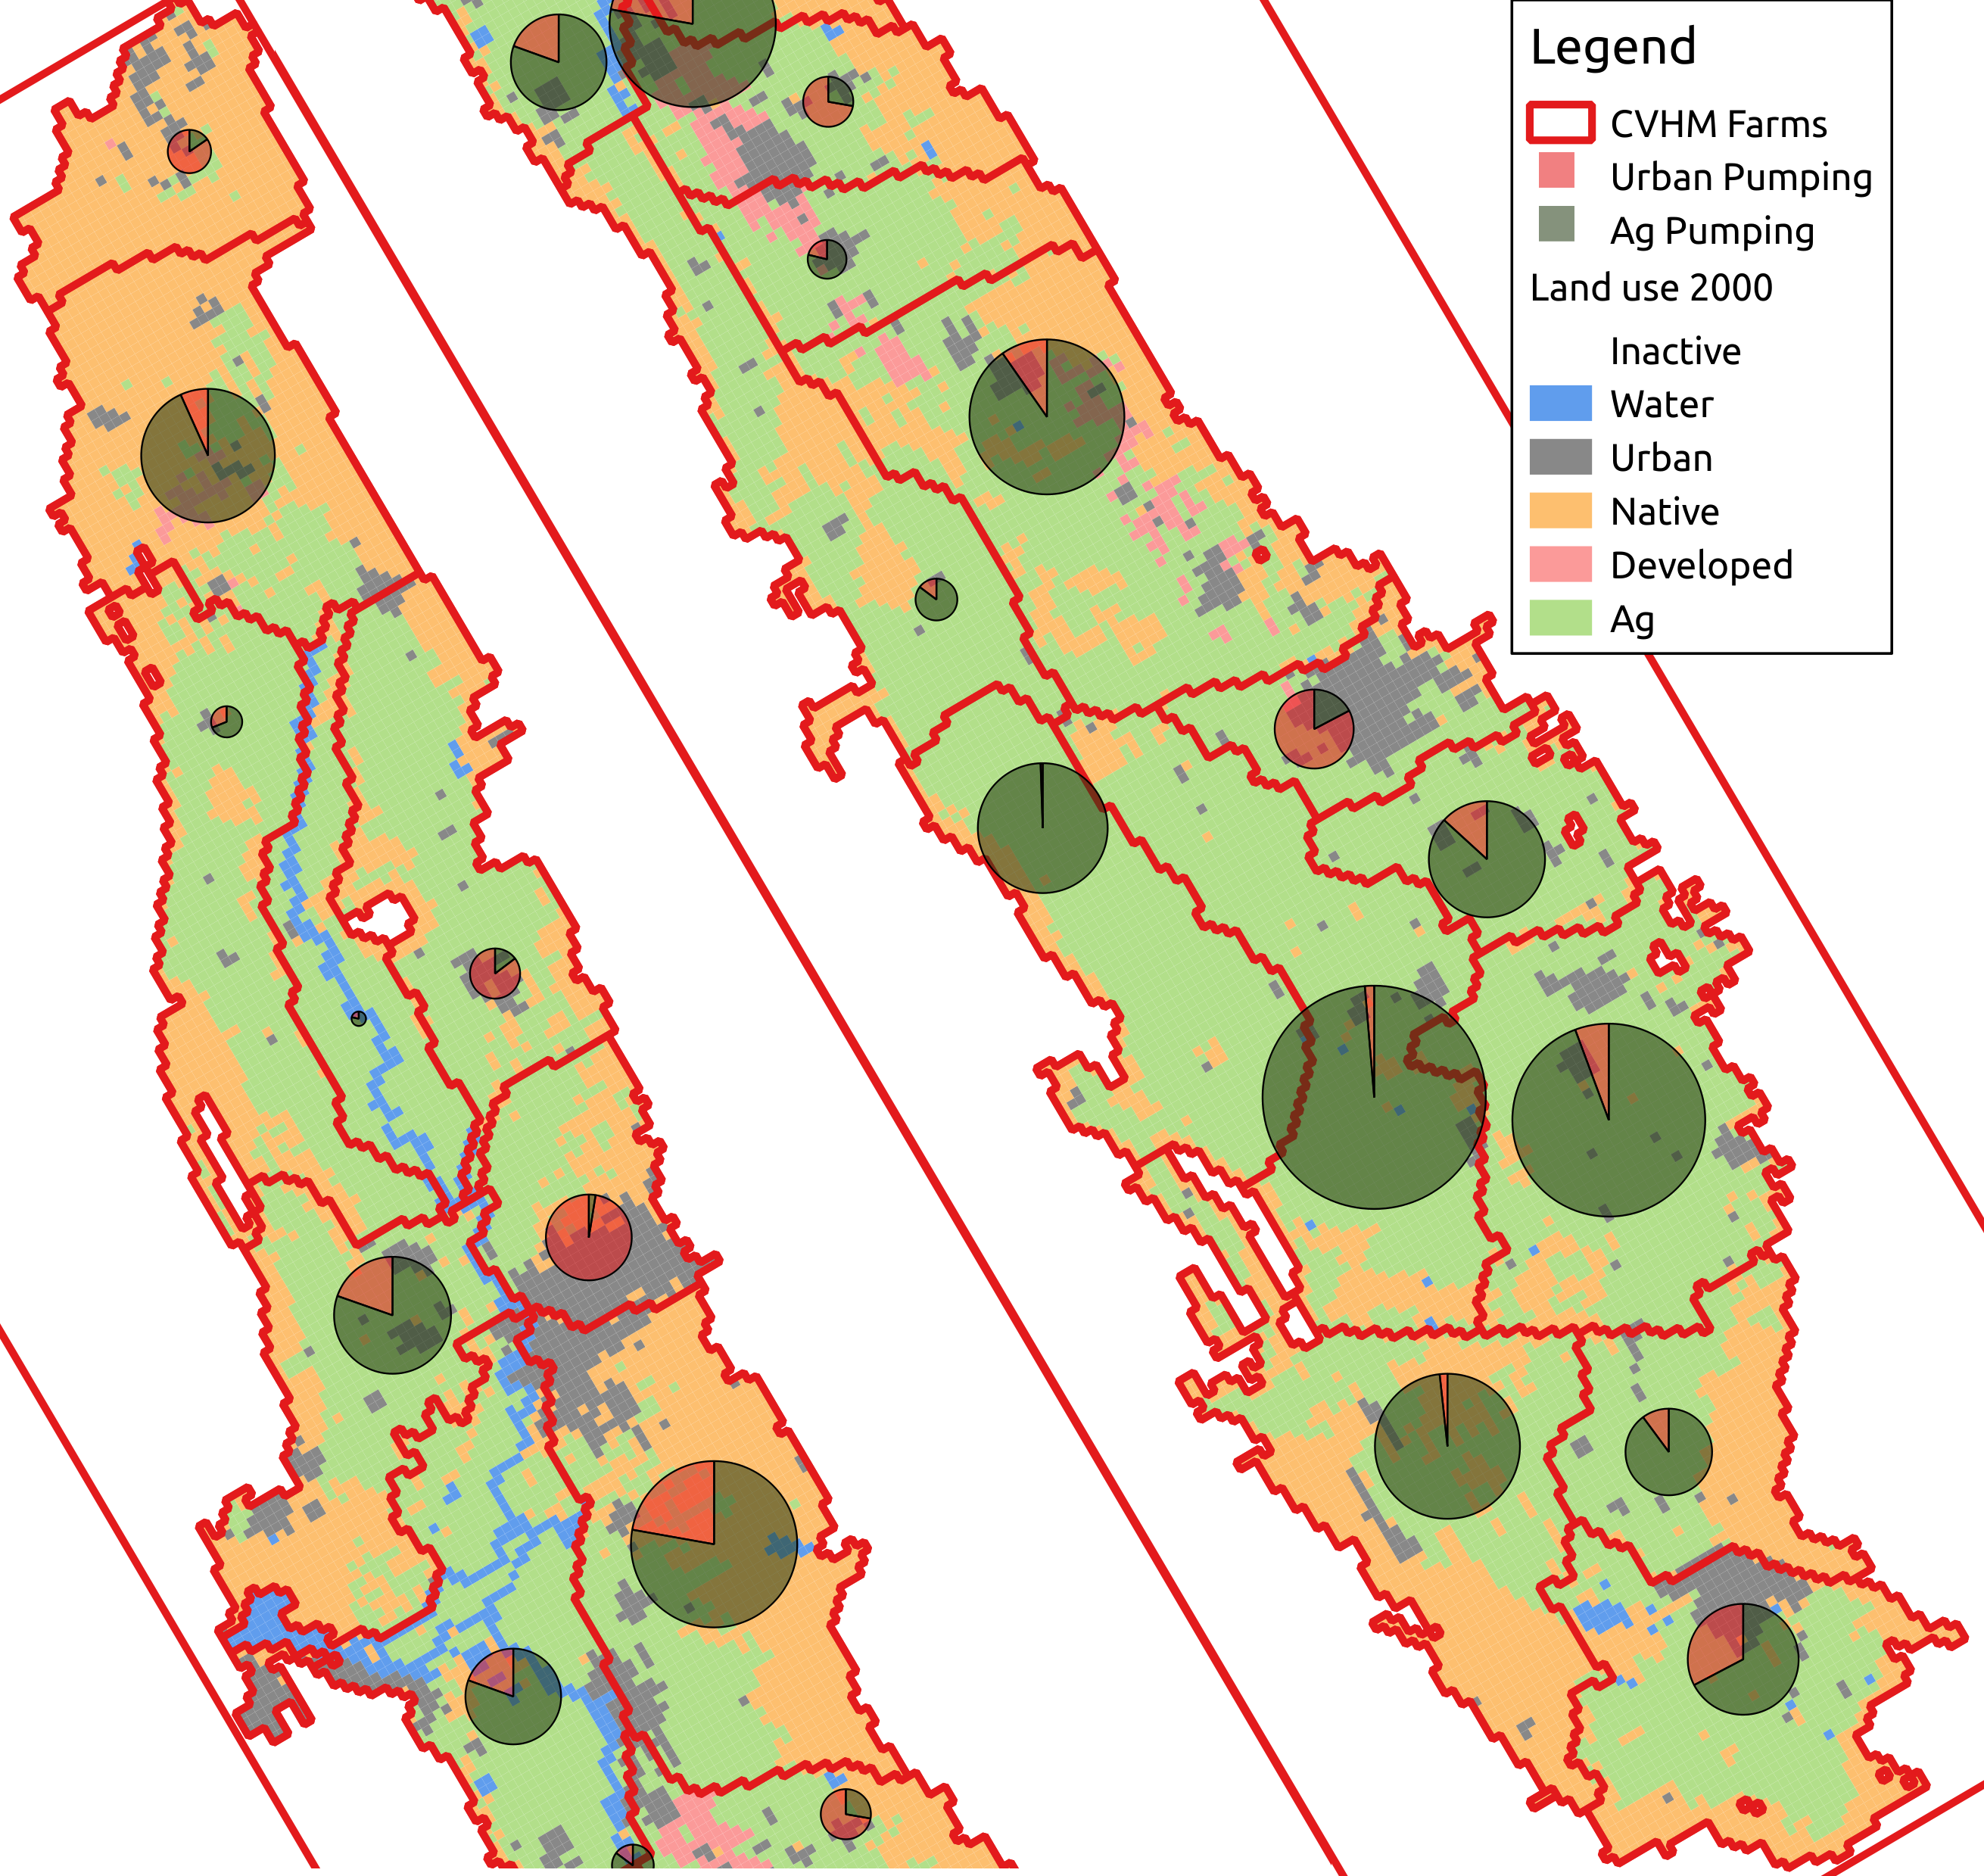 Legend
CVHM Farms
Urban Pumping
Ag Pumping
Land use 2000
Inactive
Water
Urban
Native
Developed
Ag